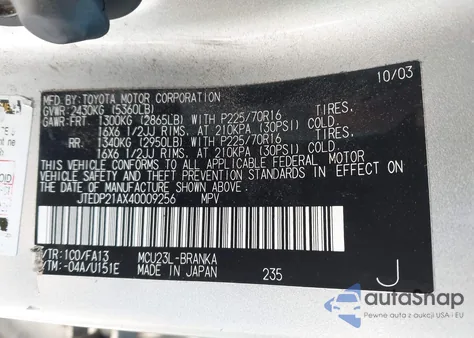 10/03
MFD. BY: TOYOTA MOTOR CORPORATION
GVWR: 2430KG (5360LB)
GAWR: FRT 1300KG (2865LB) WITH P225/70R16 TIRES,
16X6 1/2JJ RIMS, AT 210KPA (30PSI) COLD.
RR. 1340KG (2950LB) WITH P225/70R16 TIRES,
16X6 1/2JJ RIMS, AT 210KPA (30PSI) COLD.
THIS VEHICLE CONFORMS TO ALL APPLICABLE FEDERAL MOTOR
VEHICLE SAFETY AND THEFT PREVENTION STANDARDS IN EFFECT ON
THE DATE OF MANUFACTURE SHOWN ABOVE.
JTEDP21AX40009256 MPV
/TR: 1C0/FA13 MCU23L-BRANKA
/TM: -04A/U151E MADE IN JAPAN 235 J
autoSnap
Pewne auta z aukcji USA i EU